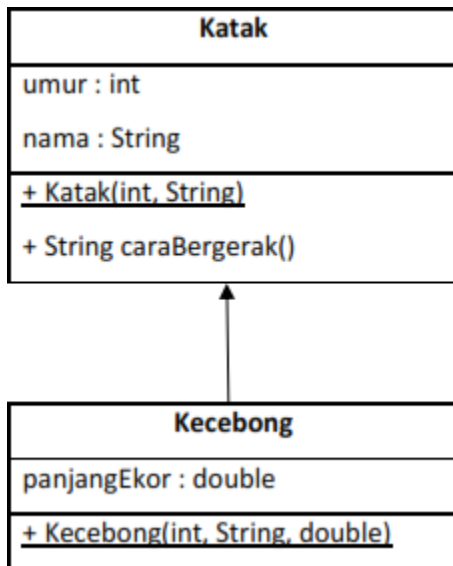 Katak
umur : int
nama : String
+ Katak(int, String)
+ String caraBergerak()
Kecebong
panjangEkor : double
+ Kecebong(int, String, double)